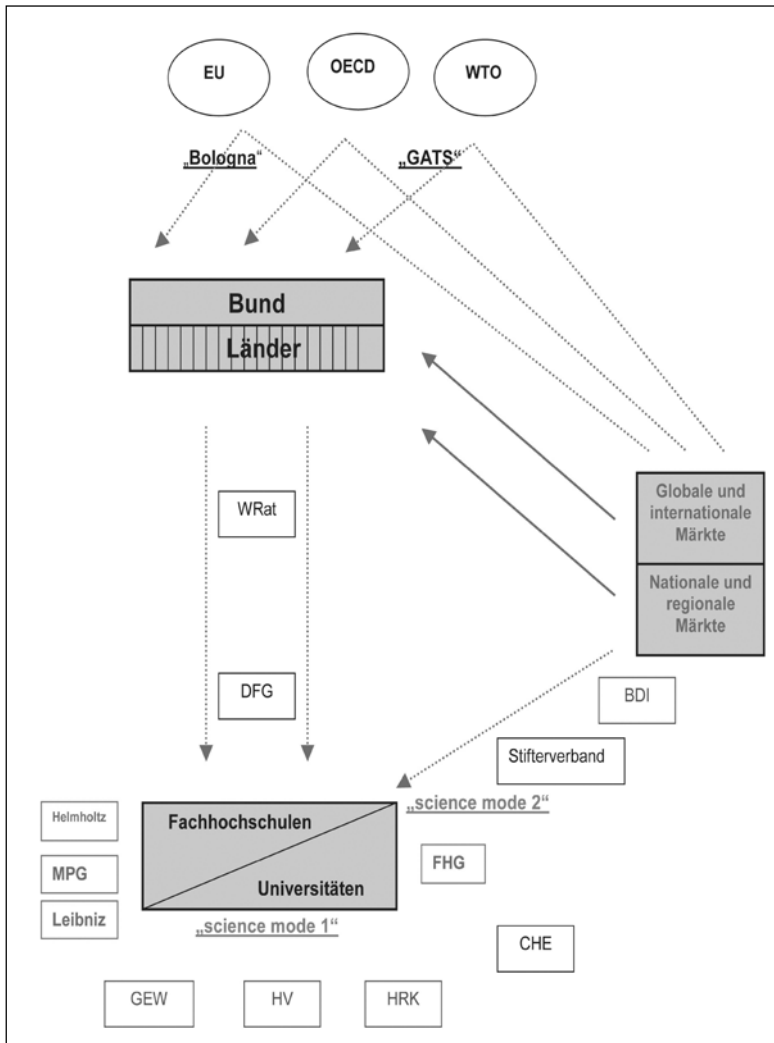 EU
OECD
WTO
„Bologna“
„GATS“
Bund
Länder
Globale und
internationale
Märkte
Nationale und
regionale
Märkte
WRat
DFG
BDI
Stifterverband
„science mode 2“
Helmholtz
MPG
Leibniz
Fachhochschulen
Universitäten
FHG
„science mode 1“
CHE
GEW
HV
HRK